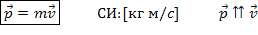 p⃗ = mv⃗ СИ:[кг м/с] p⃗ ⇈ v⃗